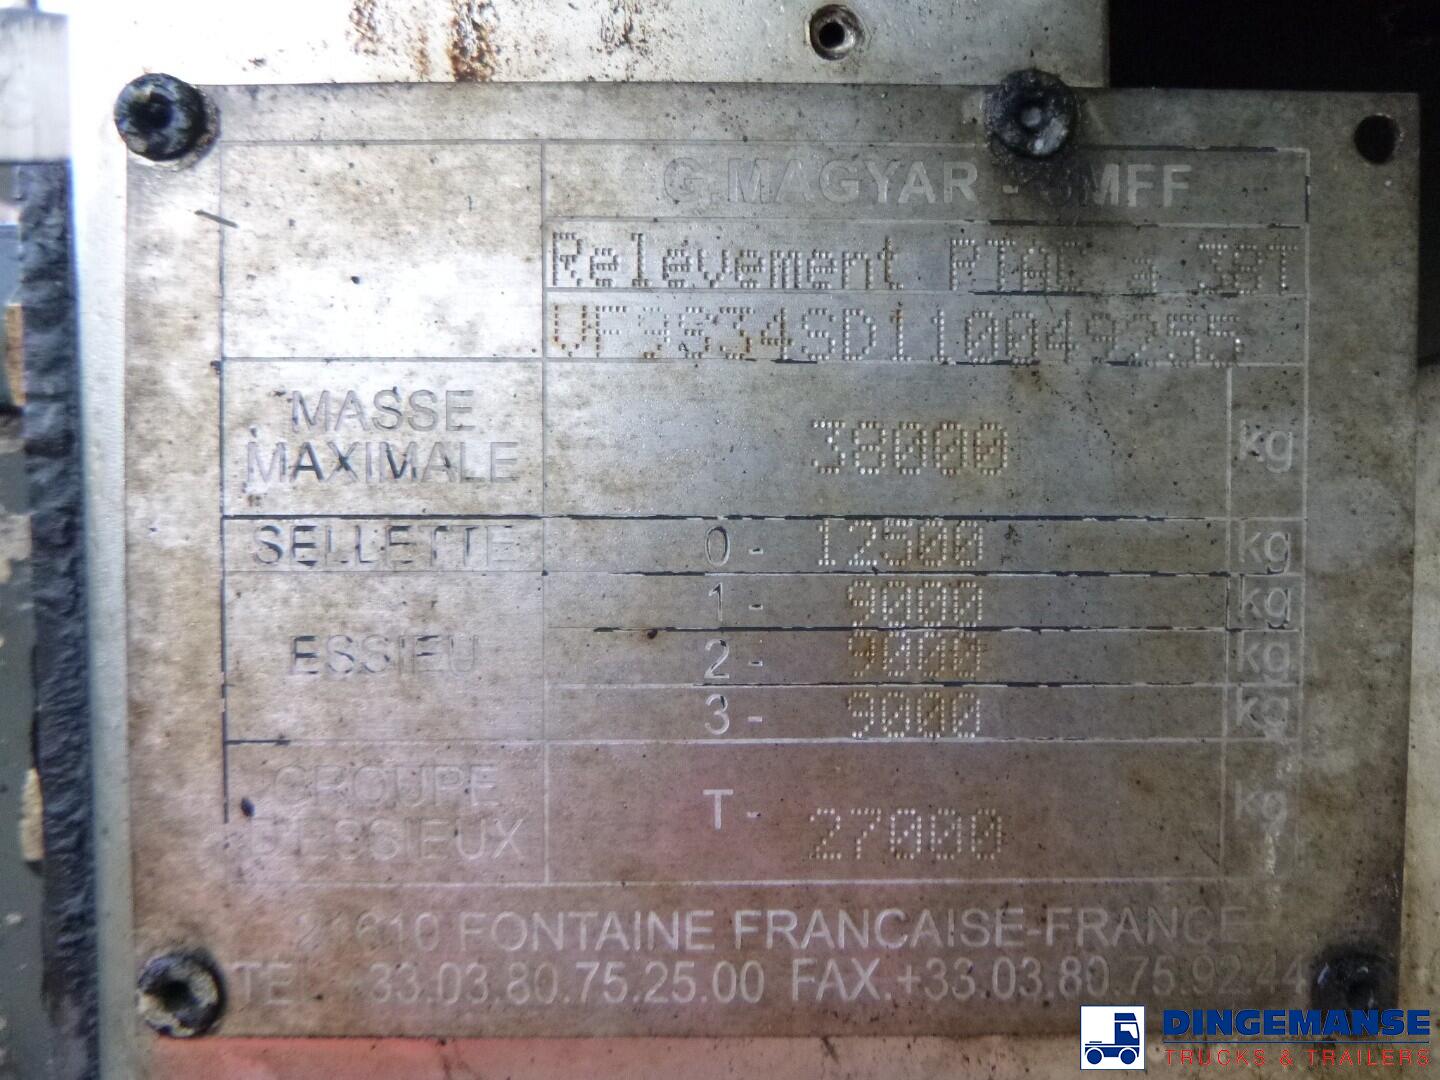 G.MAGYAR - SMFF
Relévement PTAC à 38T
VF9S34SD110049255
MASSE
MAXIMALE
38000 kg
SELLETTE 0- 12500 kg
1- 9000 kg
ESSIEU 2- 9000 kg
3- 9000 kg
GROUPE
D'ESSIEUX
T- 27000 kg
21610 FONTAINE FRANCAISE-FRANCE
TEL. +33.03.80.75.25.00 FAX.+33.03.80.75.92.44
DINGEMANSE
TRUCKS & TRAILERS